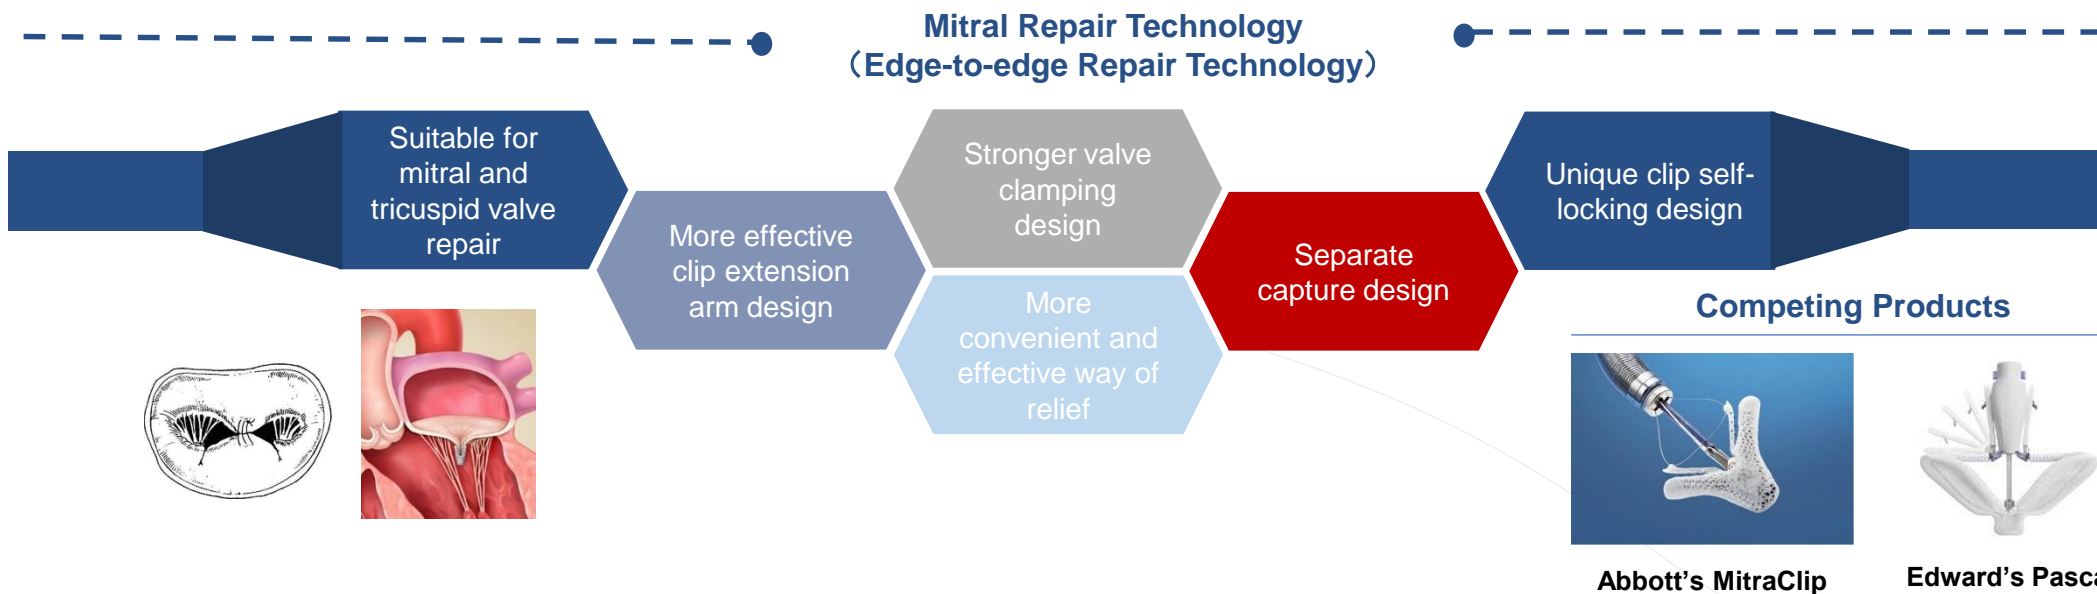 Mitral Repair Technology
（Edge-to-edge Repair Technology）
Suitable for
mitral and
tricuspid valve
repair
More effective
clip extension
arm design
Stronger valve
clamping
design
More
convenient and
effective way of
relief
Separate
capture design
Unique clip self-
locking design
Competing Products
Abbott’s MitraClip
Edward’s Pasca